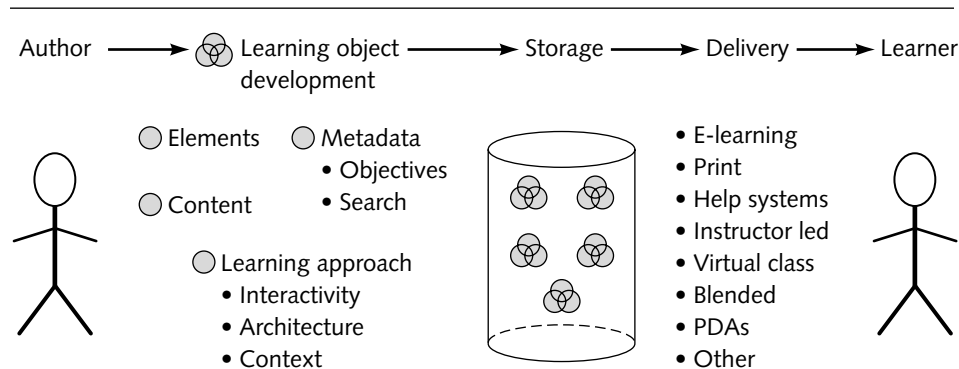 Author
Learning object
development
Storage
Delivery
Learner
Elements
Content
Metadata
• Objectives
• Search
Learning approach
• Interactivity
• Architecture
• Context
• E-learning
• Print
• Help systems
• Instructor led
• Virtual class
• Blended
• PDAs
• Other